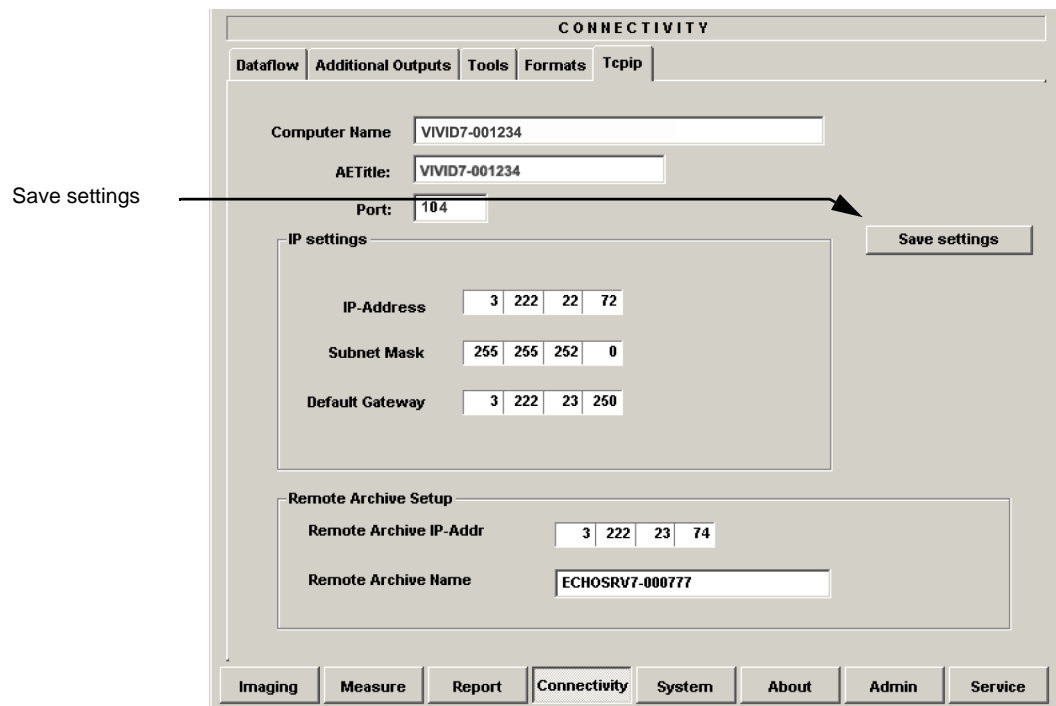 CONNECTIVITY
Dataflow Additional Outputs Tools Formats Tcpip
Computer Name VIVID7-001234
AETitle: VIVID7-001234
Save settings
Port: 104
IP settings
Save settings
IP-Address 3 222 22 72
Subnet Mask 255 255 252 0
Default Gateway 3 222 23 250
Remote Archive Setup
Remote Archive IP-Addr 3 222 23 74
Remote Archive Name ECHOSRV7-000777
Imaging Measure Report Connectivity System About Admin Service